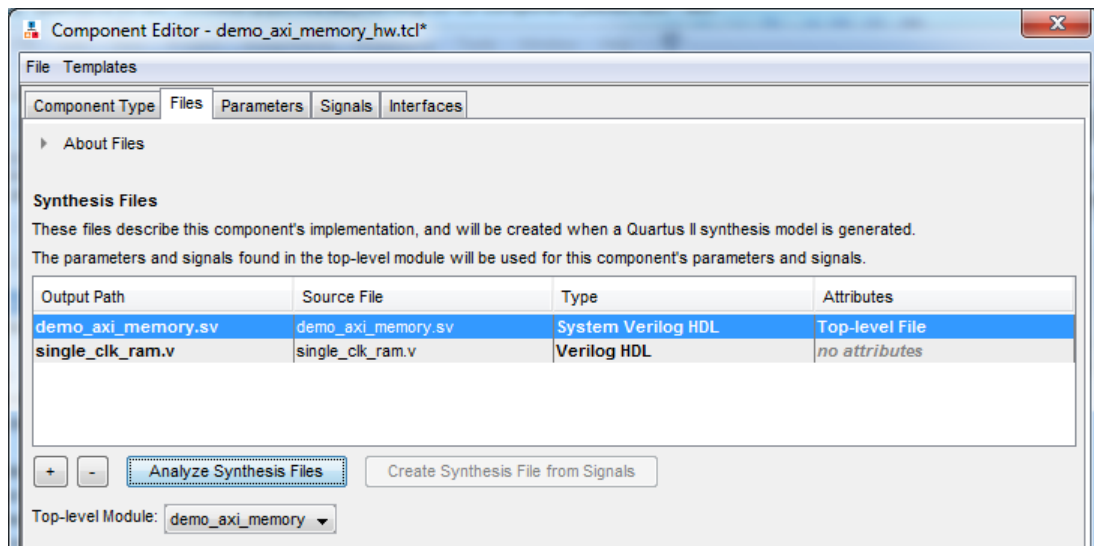 Component Editor - demo_axi_memory_hw.tcl*
X
File Templates
Component Type Files Parameters Signals Interfaces
About Files
Synthesis Files
These files describe this component's implementation, and will be created when a Quartus II synthesis model is generated.
The parameters and signals found in the top-level module will be used for this component's parameters and signals.
Output Path Source File Type Attributes
demo_axi_memory.sv demo_axi_memory.sv System Verilog HDL Top-level File
single_clk_ram.v single_clk_ram.v Verilog HDL no attributes
+ - Analyze Synthesis Files Create Synthesis File from Signals
Top-level Module: demo_axi_memory